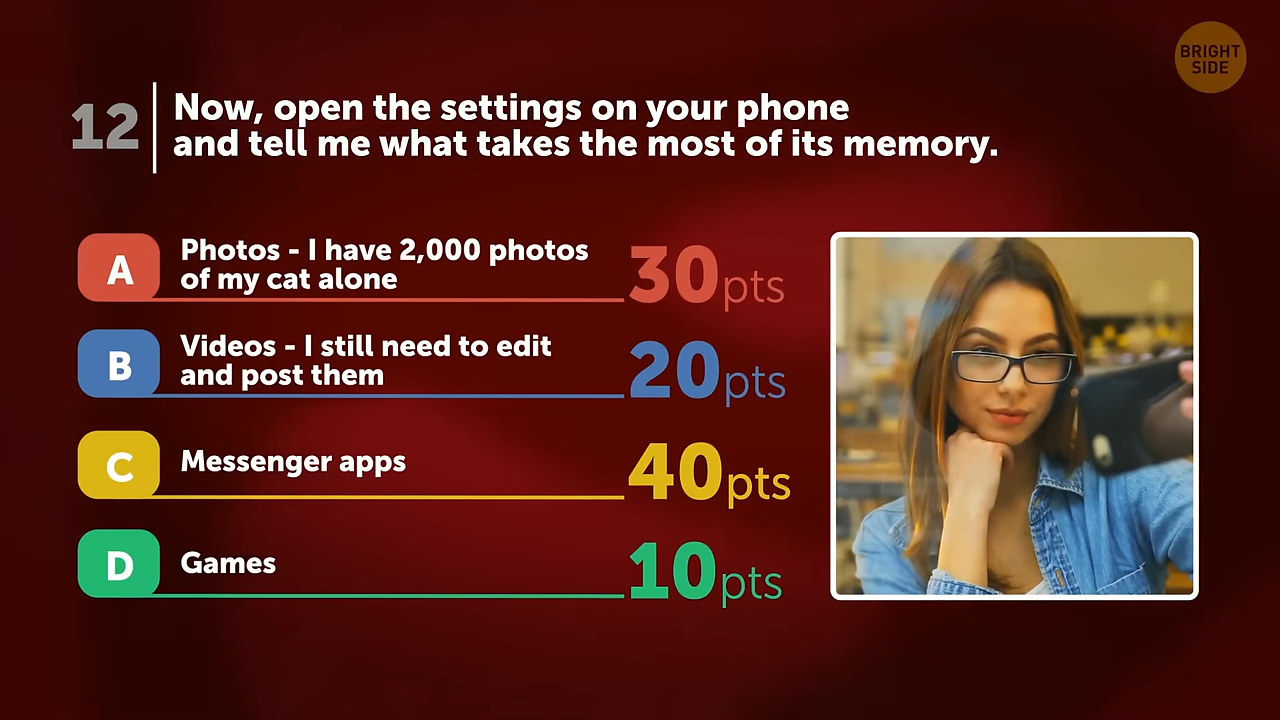 BRIGHT
SIDE
12
Now, open the settings on your phone
and tell me what takes the most of its memory.
A
Photos - I have 2,000 photos
of my cat alone
30pts
B
Videos - I still need to edit
and post them
20pts
C
Messenger apps
40pts
D
Games
10pts